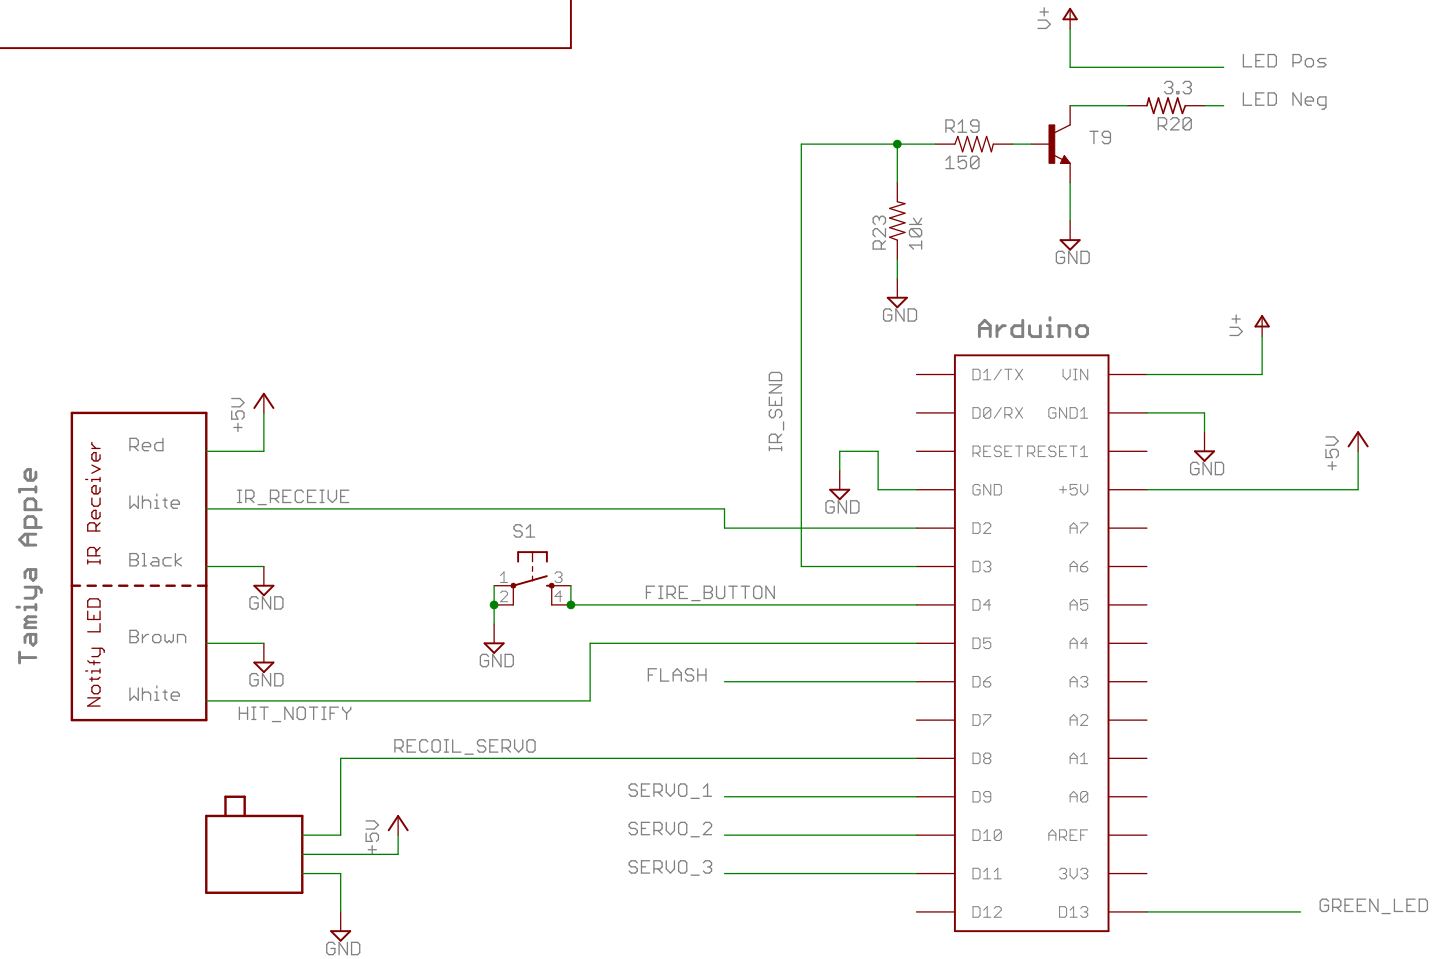 V+
LED Pos
3.3
LED Neg
R20
R19
150
T9
R23
10k
GND
GND
Arduino
V+
IR_SEND
D1/TX
VIN
D0/RX
GND1
GND
RESET
RESET1
+5V
GND
+5V
GND
D2
A7
D3
A6
D4
A5
D5
A4
D6
A3
D7
A2
D8
A1
D9
A0
D10
AREF
D11
3V3
D12
D13
GREEN_LED
Tamiya Apple
IR Receiver
Red
+5V
White
IR_RECEIVE
Black
GND
Notify LED
Brown
GND
White
HIT_NOTIFY
S1
1
3
2
4
GND
FIRE_BUTTON
FLASH
RECOIL_SERVO
SERVO_1
SERVO_2
SERVO_3
+5V
GND